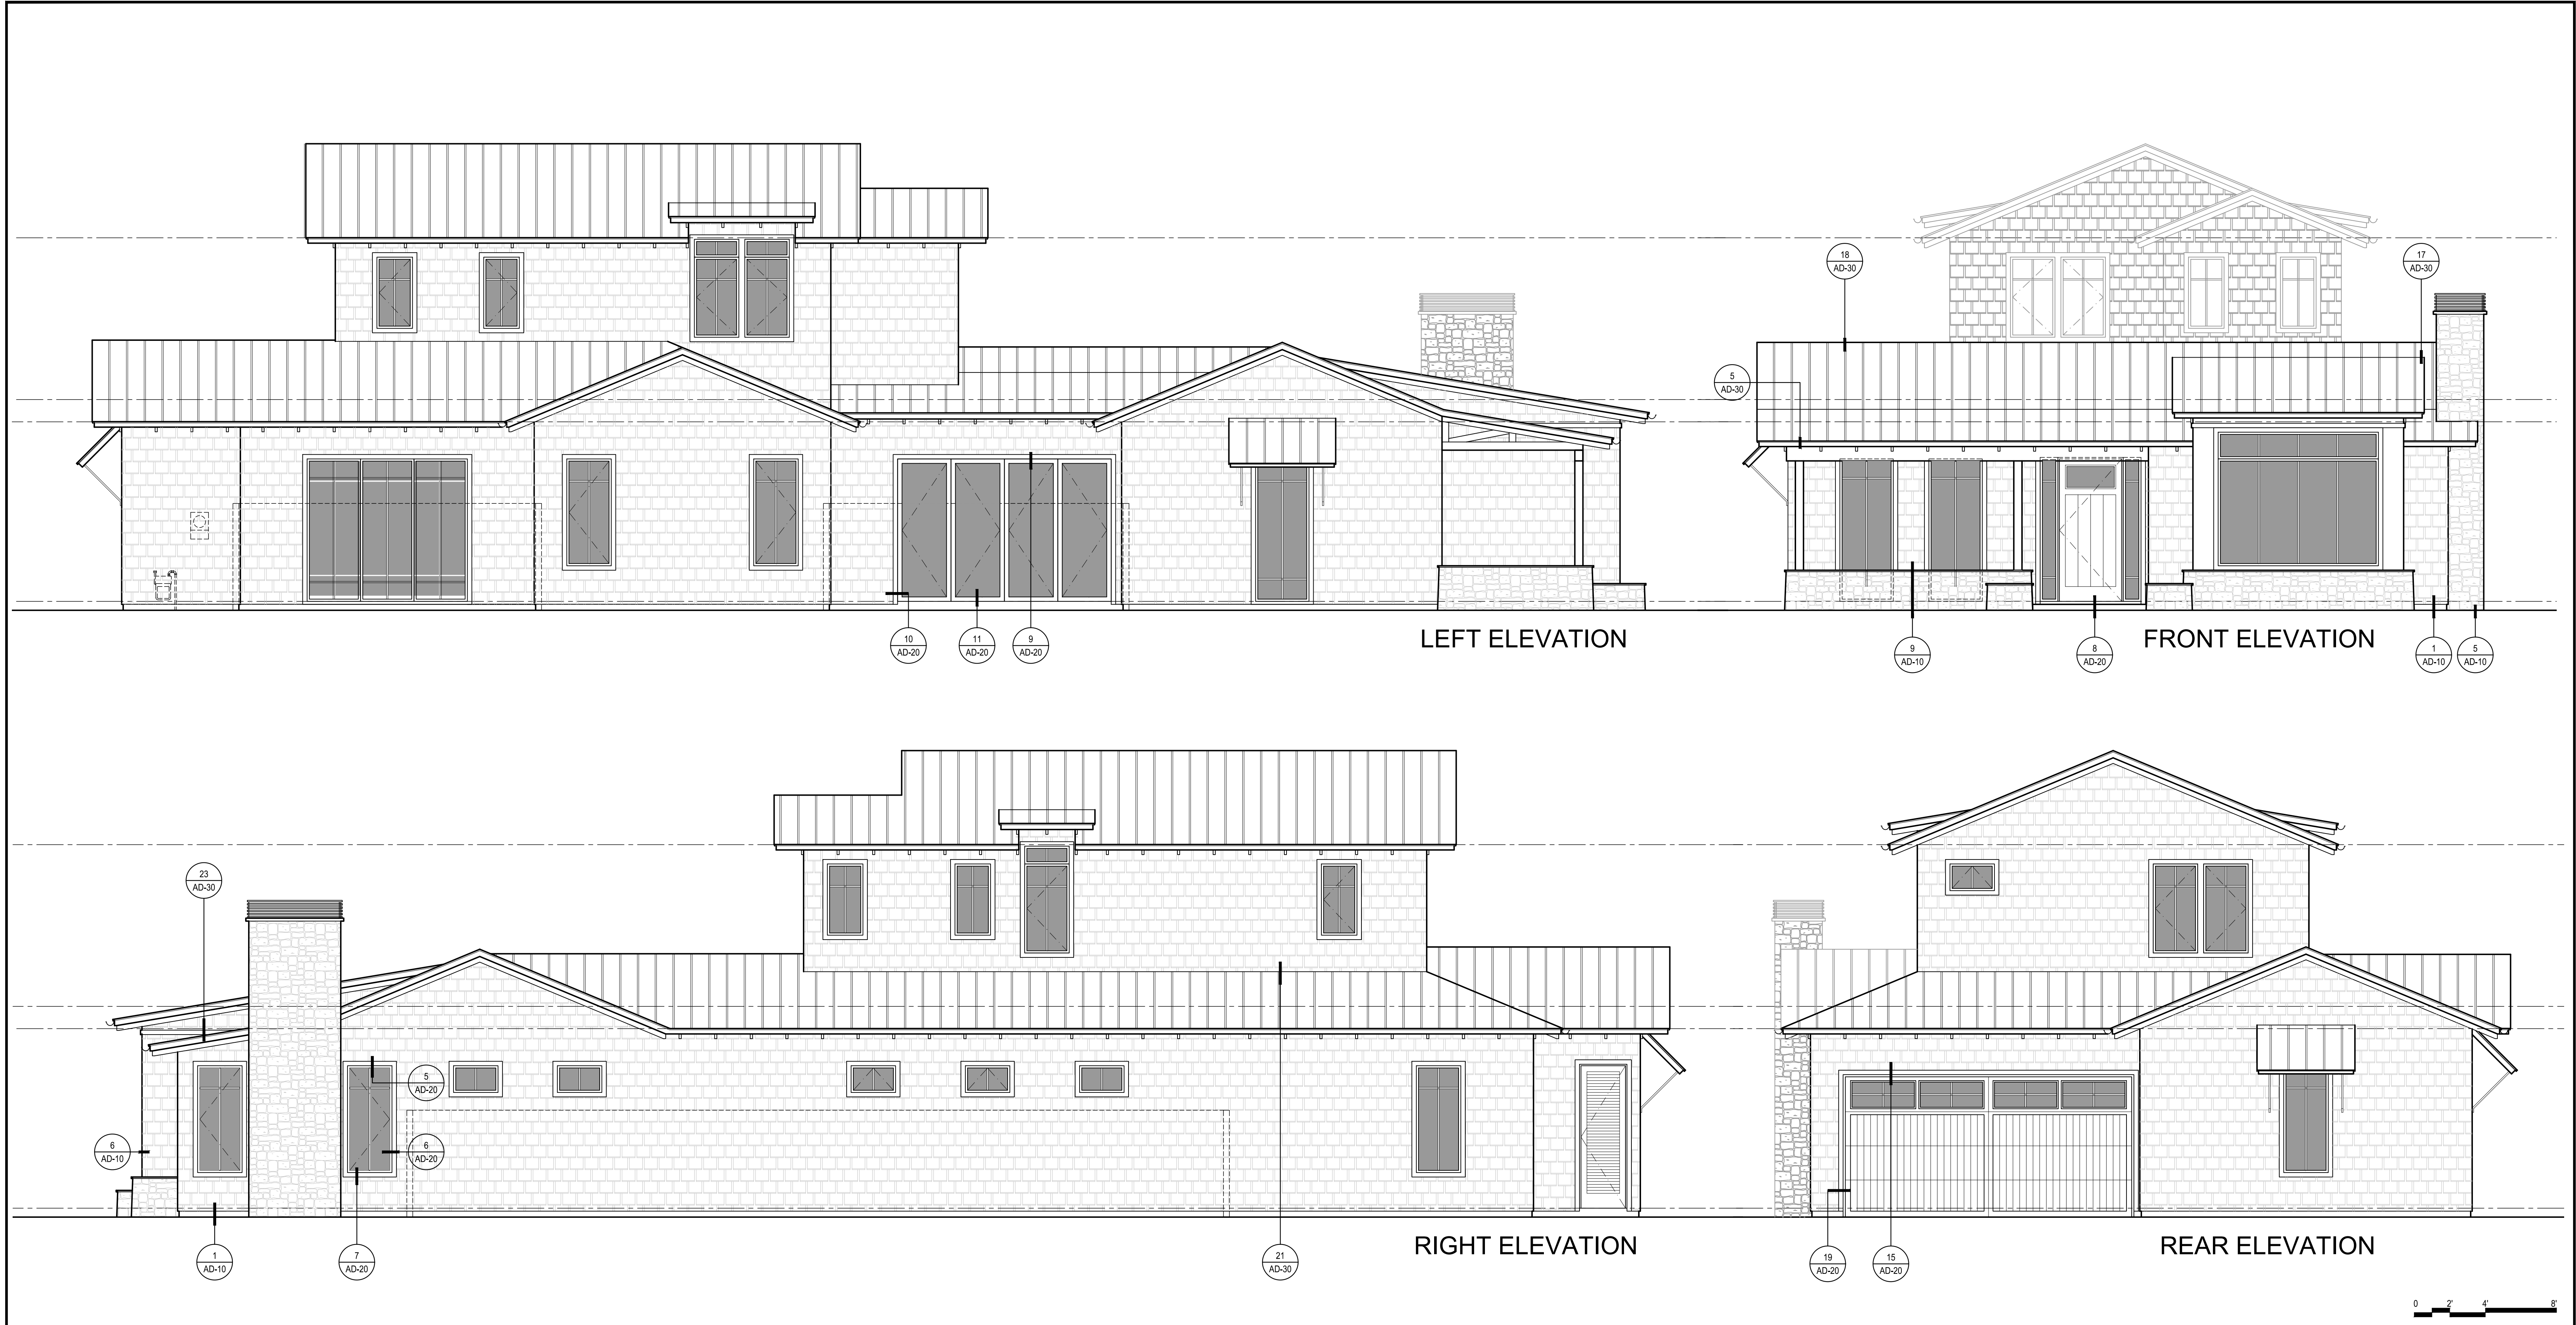 18
AD-30
17
AD-30
5
AD-30
10
AD-20
11
AD-20
9
AD-20
LEFT ELEVATION
9
AD-10
8
AD-20
FRONT ELEVATION
1
AD-10
5
AD-10
23
AD-30
5
AD-20
6
AD-10
6
AD-20
1
AD-10
7
AD-20
21
AD-30
RIGHT ELEVATION
19
AD-20
15
AD-20
REAR ELEVATION
0 2' 4' 8'